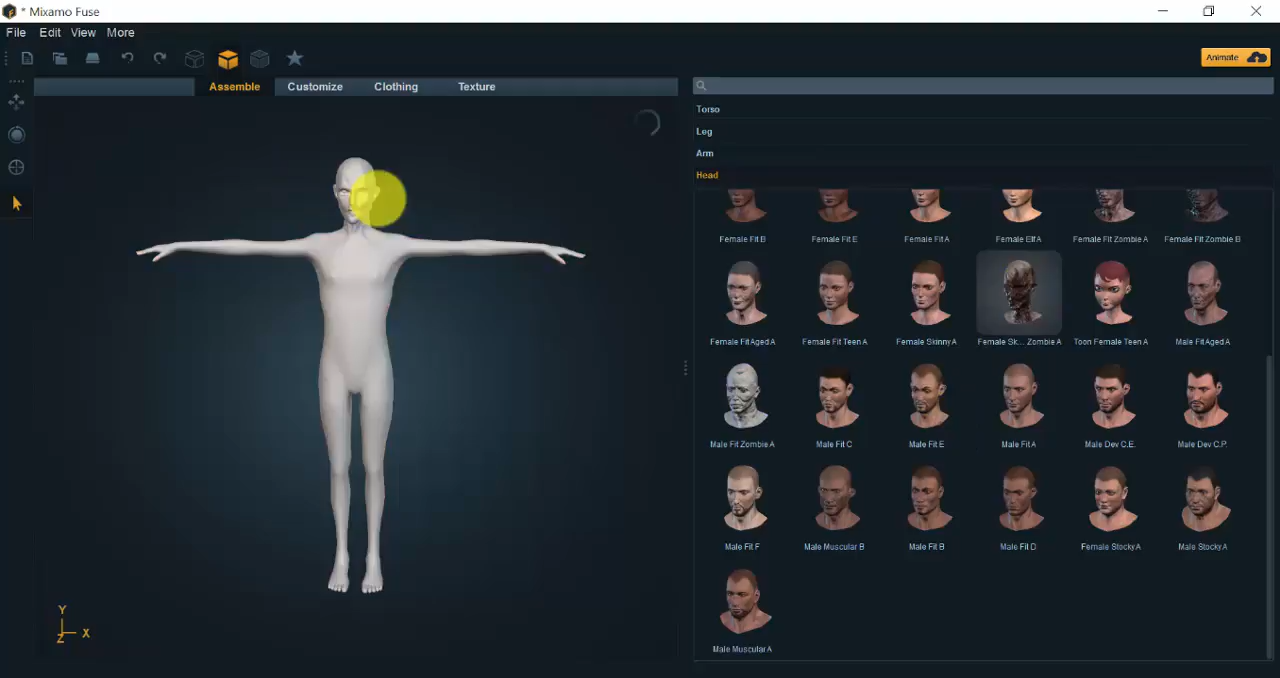 * Mixamo Fuse
File Edit View More
Animate
Assemble Customize Clothing Texture
Torso
Leg
Arm
Head
Female Fit B Female Fit E Female Fit A Female Elf A Female Fit Zombie A Female Fit Zombie B
Female Fit Aged A Female Fit Teen A Female Skinny A Female Sk... Zombie A Toon Female Teen A Male Fit Aged A
Male Fit Zombie A Male Fit C Male Fit E Male Fit A Male Dev C.E. Male Dev C.P.
Male Fit F Male Muscular B Male Fit B Male Fit D Female Stocky A Male Stocky A
Male Muscular A
Y
Z X